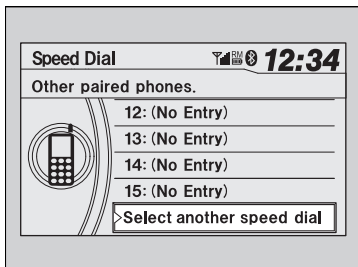 Speed Dial
RM
12:34
Other paired phones.
12: (No Entry)
13: (No Entry)
14: (No Entry)
15: (No Entry)
Select another speed dial